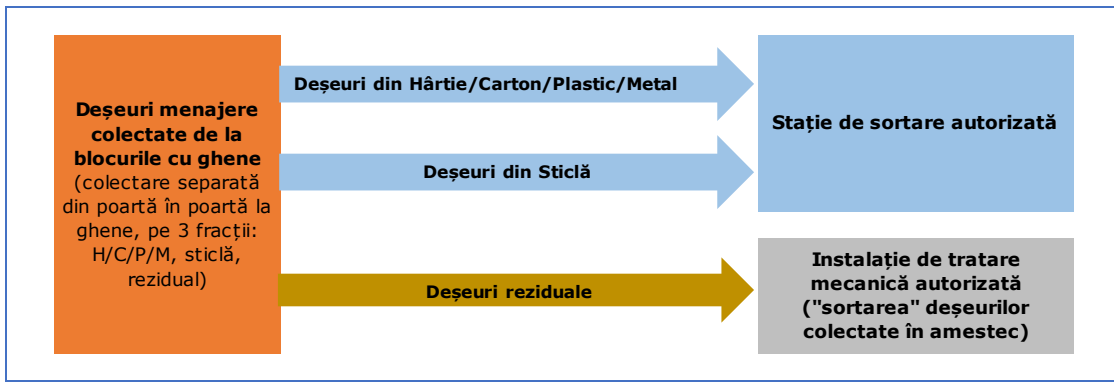 Deșeuri menajere
colectate de la
blocurile cu ghene
(colectare separată
din poartă în poartă la
ghene, pe 3 fracții:
H/C/P/M, sticlă,
rezidual)
Deșeuri din Hârtie/Carton/Plastic/Metal
Deșeuri din Sticlă
Deșeuri reziduale
Stație de sortare autorizată
Instalație de tratare
mecanică autorizată
("sortarea" deșeurilor
colectate în amestec)